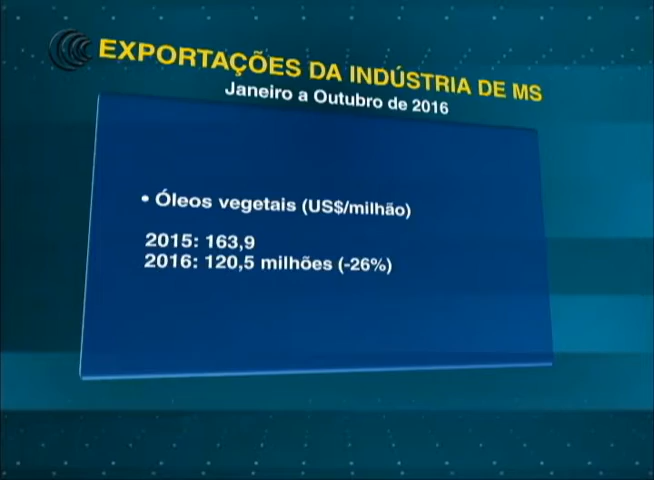 EXPORTAÇÕES DA INDÚSTRIA DE MS
Janeiro a Outubro de 2016
• Óleos vegetais (US$/milhão)
2015: 163,9
2016: 120,5 milhões (-26%)